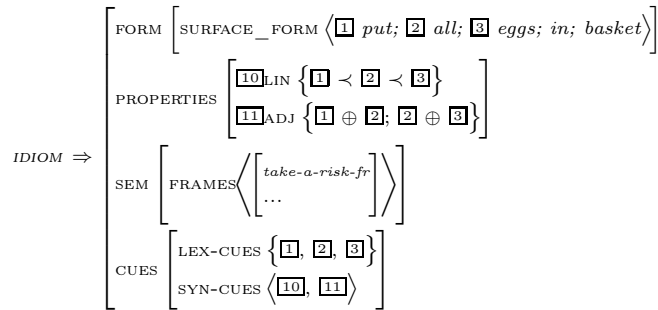 FORM [SURFACE_FORM ⟨[1] put; [2] all; [3] eggs; in; basket⟩]
PROPERTIES [[10]LIN {[1] ≺ [2] ≺ [3]}
[11]ADJ {[1] ⊕ [2]; [2] ⊕ [3]}]
IDIOM ⇒
SEM [FRAMES⟨[take-a-risk-fr
...]⟩]
CUES [LEX-CUES {[1], [2], [3]}
SYN-CUES ⟨[10], [11]⟩]